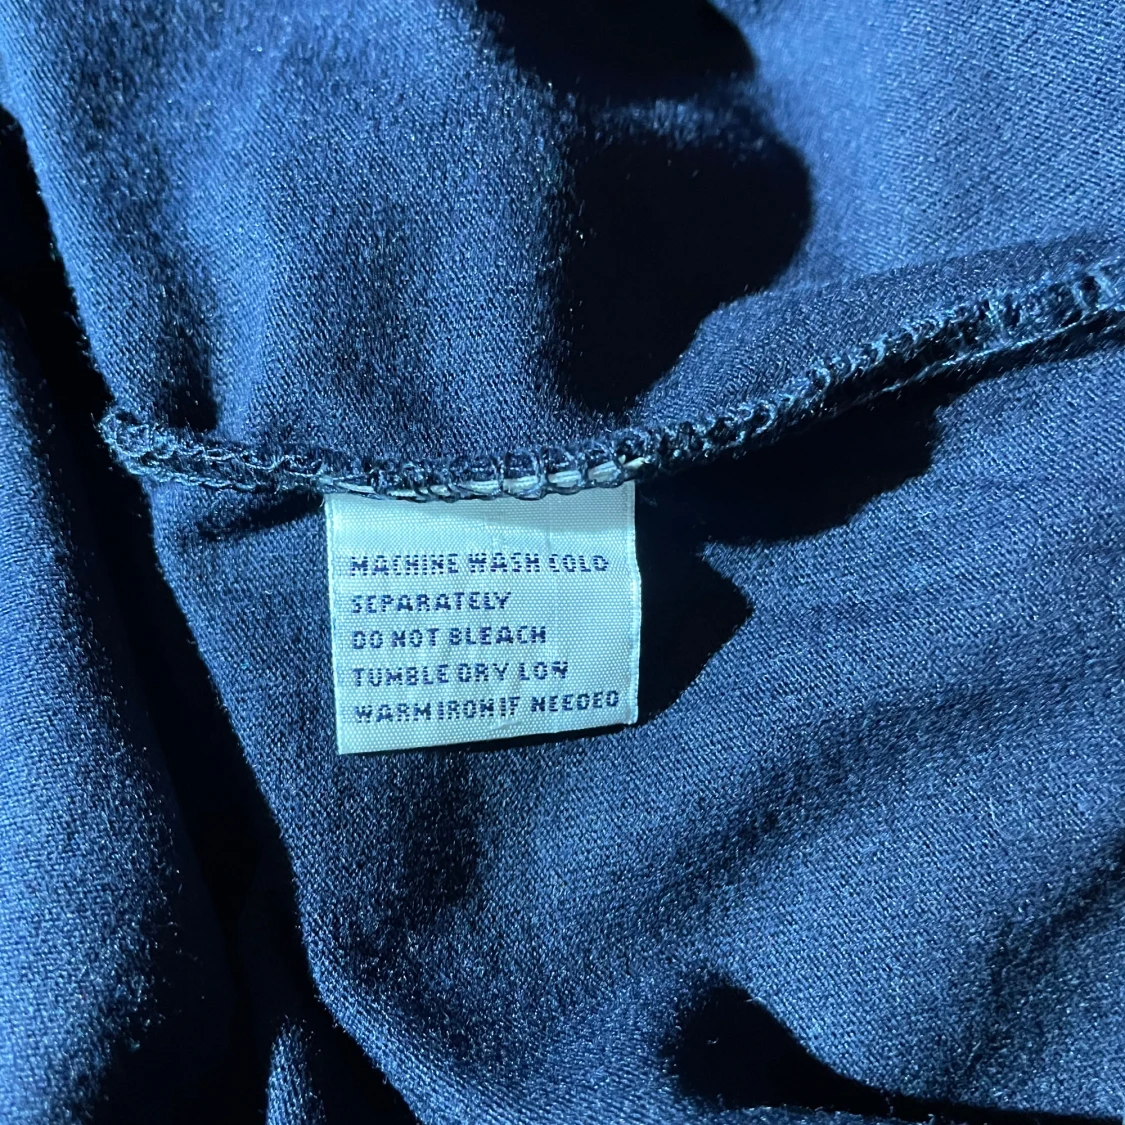 MACHINE WASH COLD
SEPARATELY
DO NOT BLEACH
TUMBLE DRY LOW
WARM IRON IF NEEDED